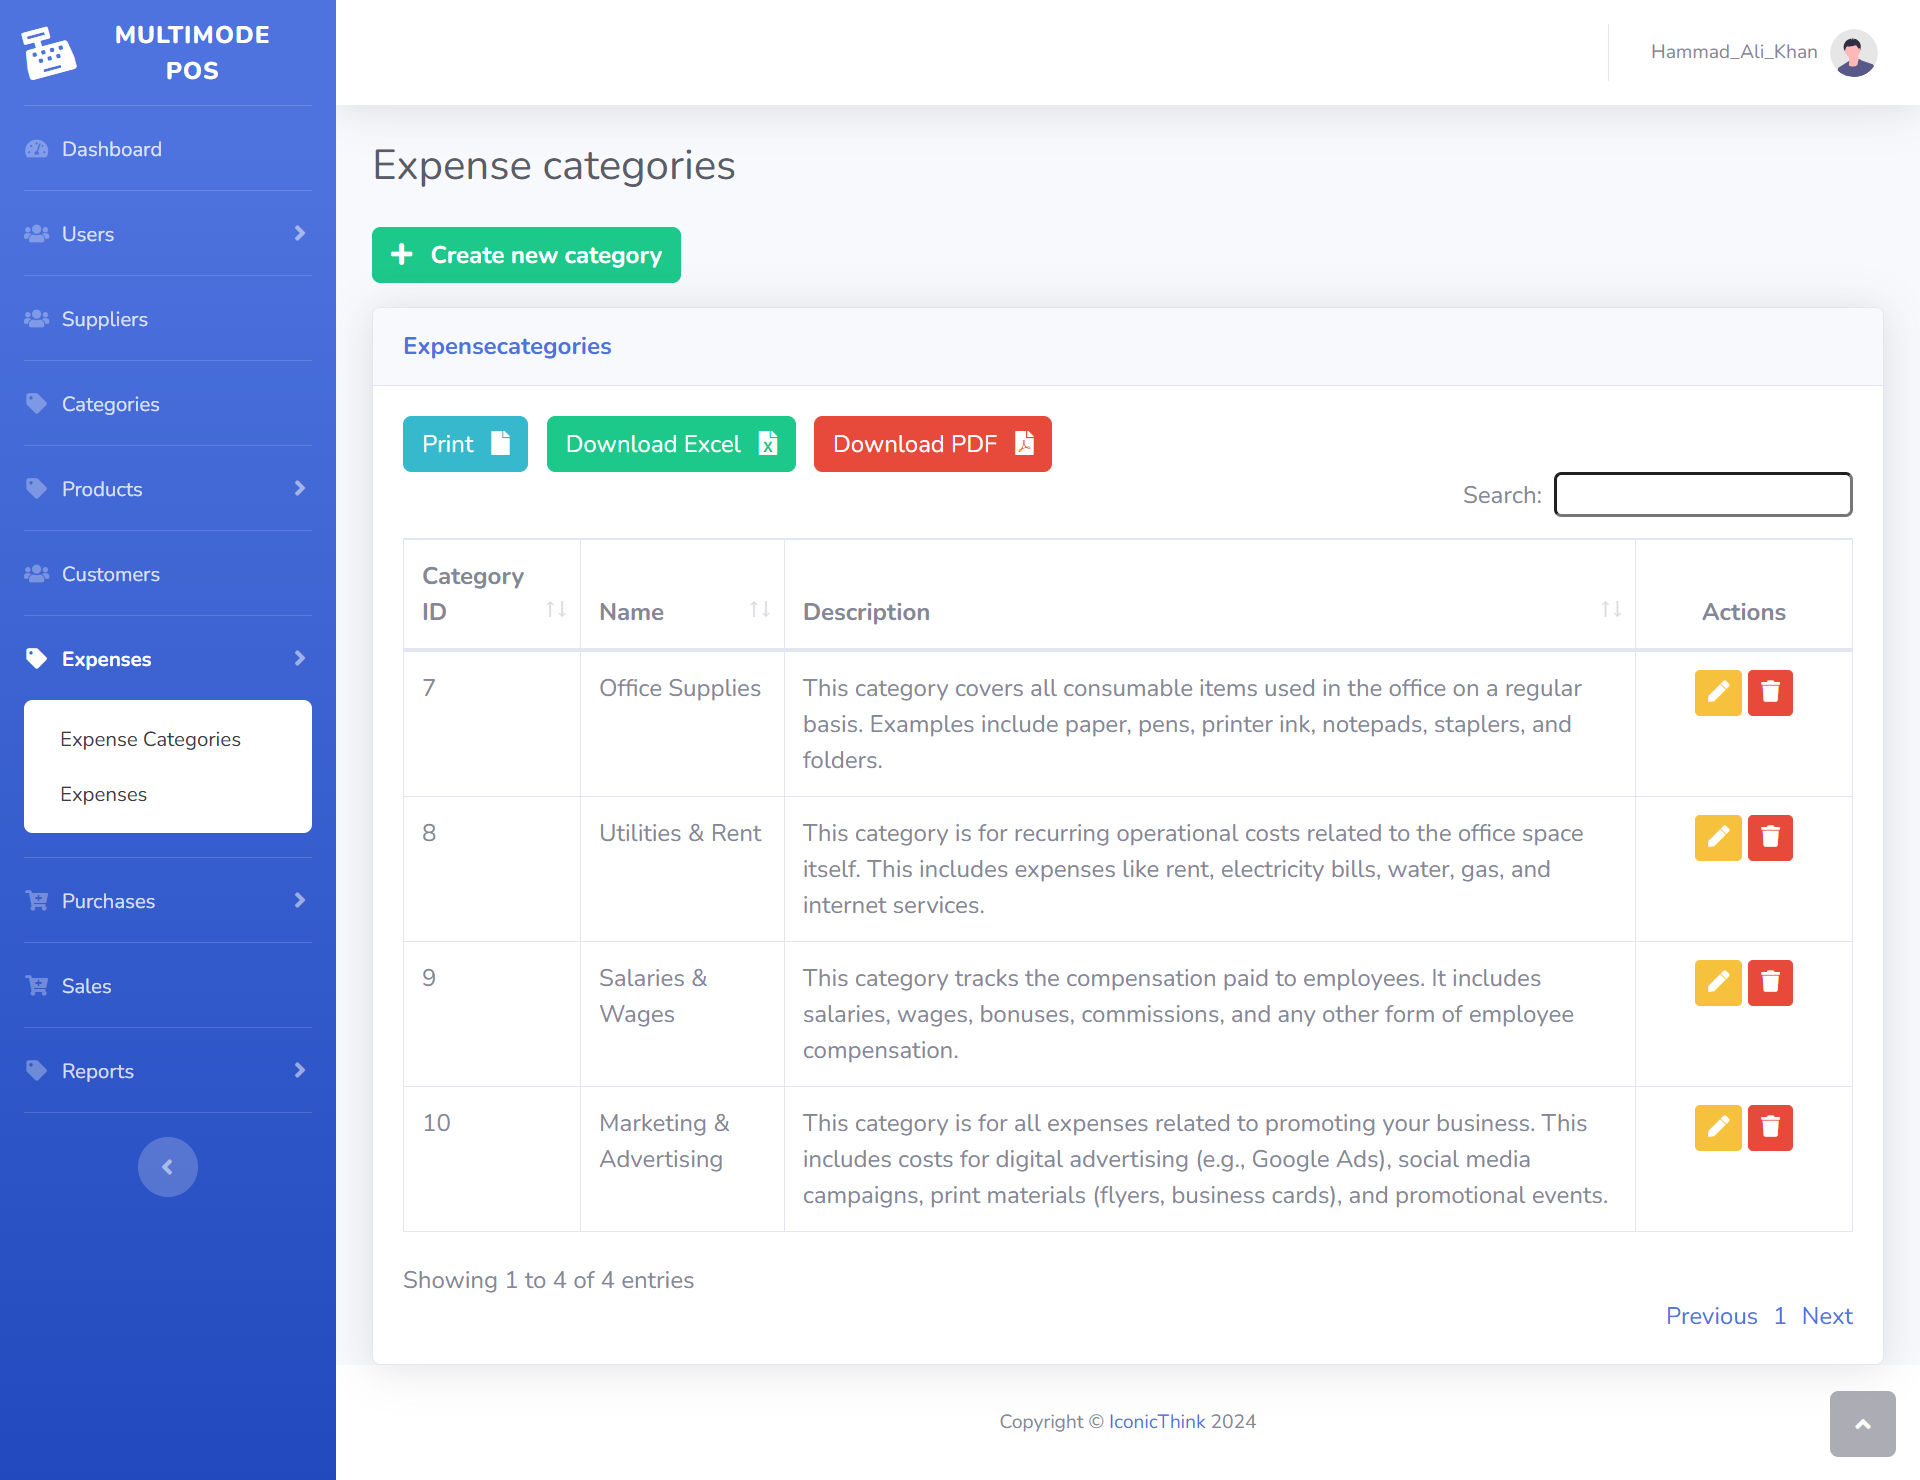 MULTIMODE
POS
Dashboard
Users
Suppliers
Categories
Products
Customers
Expenses
Expense Categories
Expenses
Purchases
Sales
Reports
Hammad_Ali_Khan
Expense categories
Create new category
Expensecategories
Print
Download Excel
Download PDF
Search:
Category
ID
Name
Description
Actions
7
Office Supplies
This category covers all consumable items used in the office on a regular
basis. Examples include paper, pens, printer ink, notepads, staplers, and
folders.
8
Utilities & Rent
This category is for recurring operational costs related to the office space
itself. This includes expenses like rent, electricity bills, water, gas, and
internet services.
9
Salaries &
Wages
This category tracks the compensation paid to employees. It includes
salaries, wages, bonuses, commissions, and any other form of employee
compensation.
10
Marketing &
Advertising
This category is for all expenses related to promoting your business. This
includes costs for digital advertising (e.g., Google Ads), social media
campaigns, print materials (flyers, business cards), and promotional events.
Showing 1 to 4 of 4 entries
Previous 1 Next
Copyright © IconicThink 2024